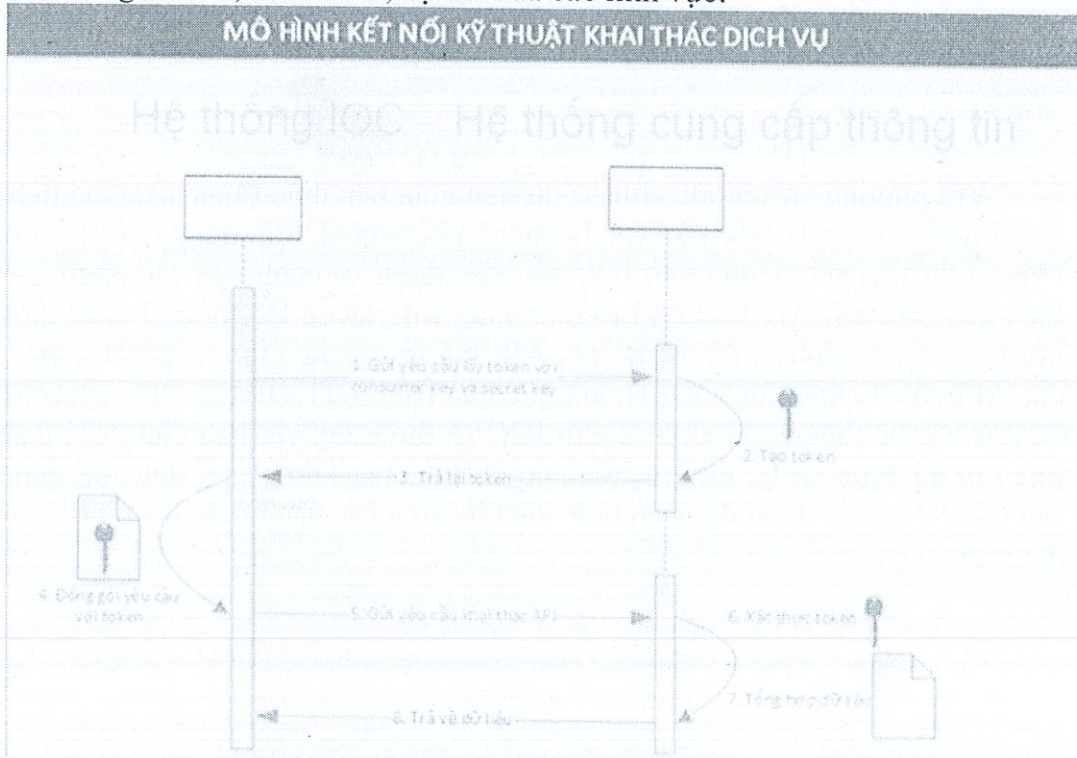 các lĩnh vực.
MÔ HÌNH KẾT NỐI KỸ THUẬT KHAI THÁC DỊCH VỤ
Hệ thống IOC Hệ thống cung cấp thông tin
1. Gửi yêu cầu lấy token với
consumer key và secret key
2. Tạo token
3. Trả lại token
4. Đóng gói yêu cầu
với token
5. Gửi yêu cầu khai thác API
6. Xác thực token
7. Tổng hợp dữ liệu
8. Trả về dữ liệu